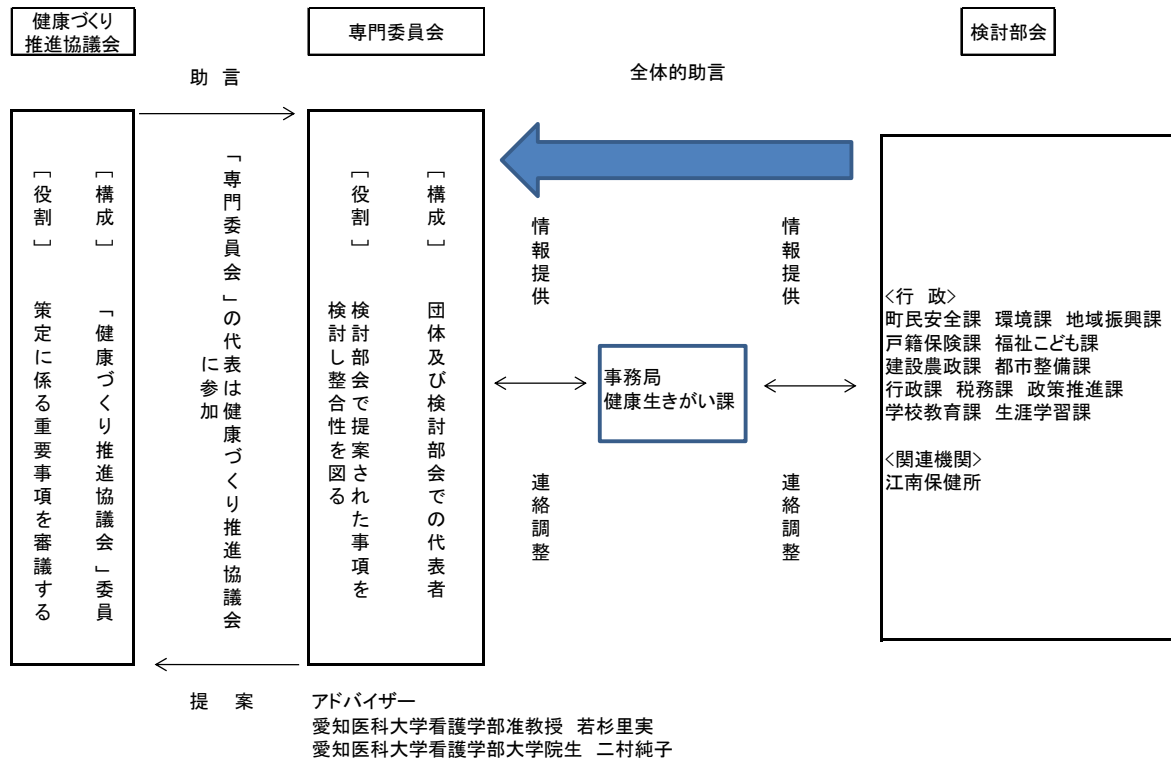 健康づくり
推進協議会
専門委員会
検討部会
助 言
全体的助言
［構成］ 「健康づくり推進協議会」委員
［役割］ 策定に係る重要事項を審議する
「専門委員会」の代表は健康づくり推進協議会
に参加
［構成］ 団体及び検討部会での代表者
［役割］ 検討部会で提案された事項を
検討し整合性を図る
情報提供
情報提供
事務局
健康生きがい課
連絡調整
連絡調整
<行 政>
町民安全課 環境課 地域振興課
戸籍保険課 福祉こども課
建設農政課 都市整備課
行政課 税務課 政策推進課
学校教育課 生涯学習課
<関連機関>
江南保健所
提 案
アドバイザー
愛知医科大学看護学部准教授 若杉里実
愛知医科大学看護学部大学院生 二村純子